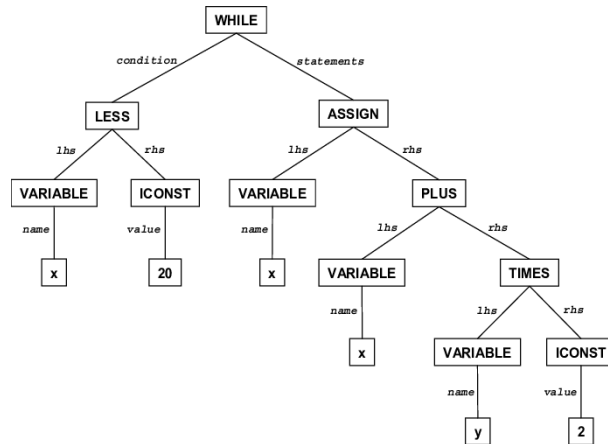 WHILE
condition statements
LESS ASSIGN
lhs rhs lhs rhs
VARIABLE ICONST VARIABLE PLUS
name value name lhs rhs
x 20 x VARIABLE TIMES
name lhs rhs
x VARIABLE ICONST
name value
y 2